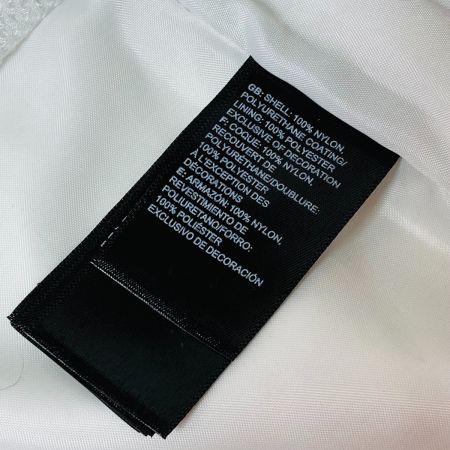 GB: SHELL: 100% NYLON,
POLYURETHANE COATING/
LINING: 100% POLYESTER
EXCLUSIVE OF DECORATION
F: COQUE: 100% NYLON,
RECOUVERT DE
POLYURÉTHANE/DOUBLURE:
100% POLYESTER
À L'EXCEPTION DES
DÉCORATIONS
E: ARMAZÓN: 100% NYLON,
REVESTIMIENTO DE
POLIURETANO/FORRO:
100% POLIÉSTER
EXCLUSIVO DE DECORACIÓN